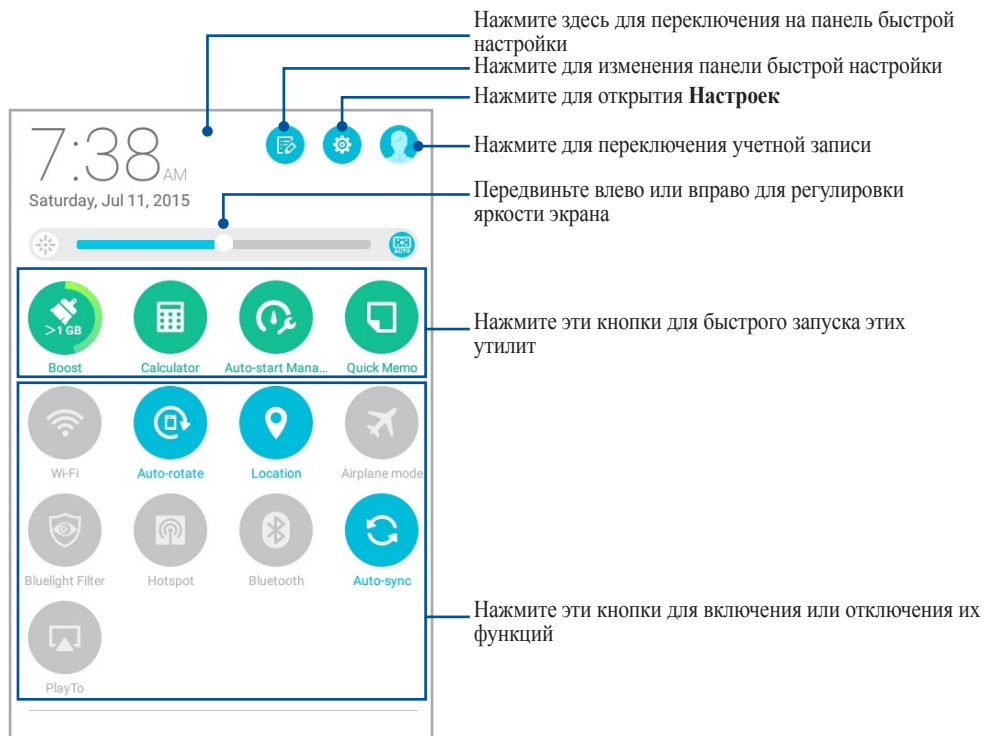 Нажмите здесь для переключения на панель быстрой
настройки
Нажмите для изменения панели быстрой настройки
Нажмите для открытия Настроек
Нажмите для переключения учетной записи
Передвиньте влево или вправо для регулировки
яркости экрана
7:38 AM
Saturday, Jul 11, 2015
AUTO
>1 GB
Boost
Calculator
Auto-start Mana...
Quick Memo
Нажмите эти кнопки для быстрого запуска этих
утилит
Wi-Fi
Auto-rotate
Location
Airplane mode
Bluelight Filter
Hotspot
Bluetooth
Auto-sync
PlayTo
Нажмите эти кнопки для включения или отключения их
функций